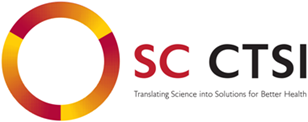 SC CTSI
Translating Science into Solutions for Better Health